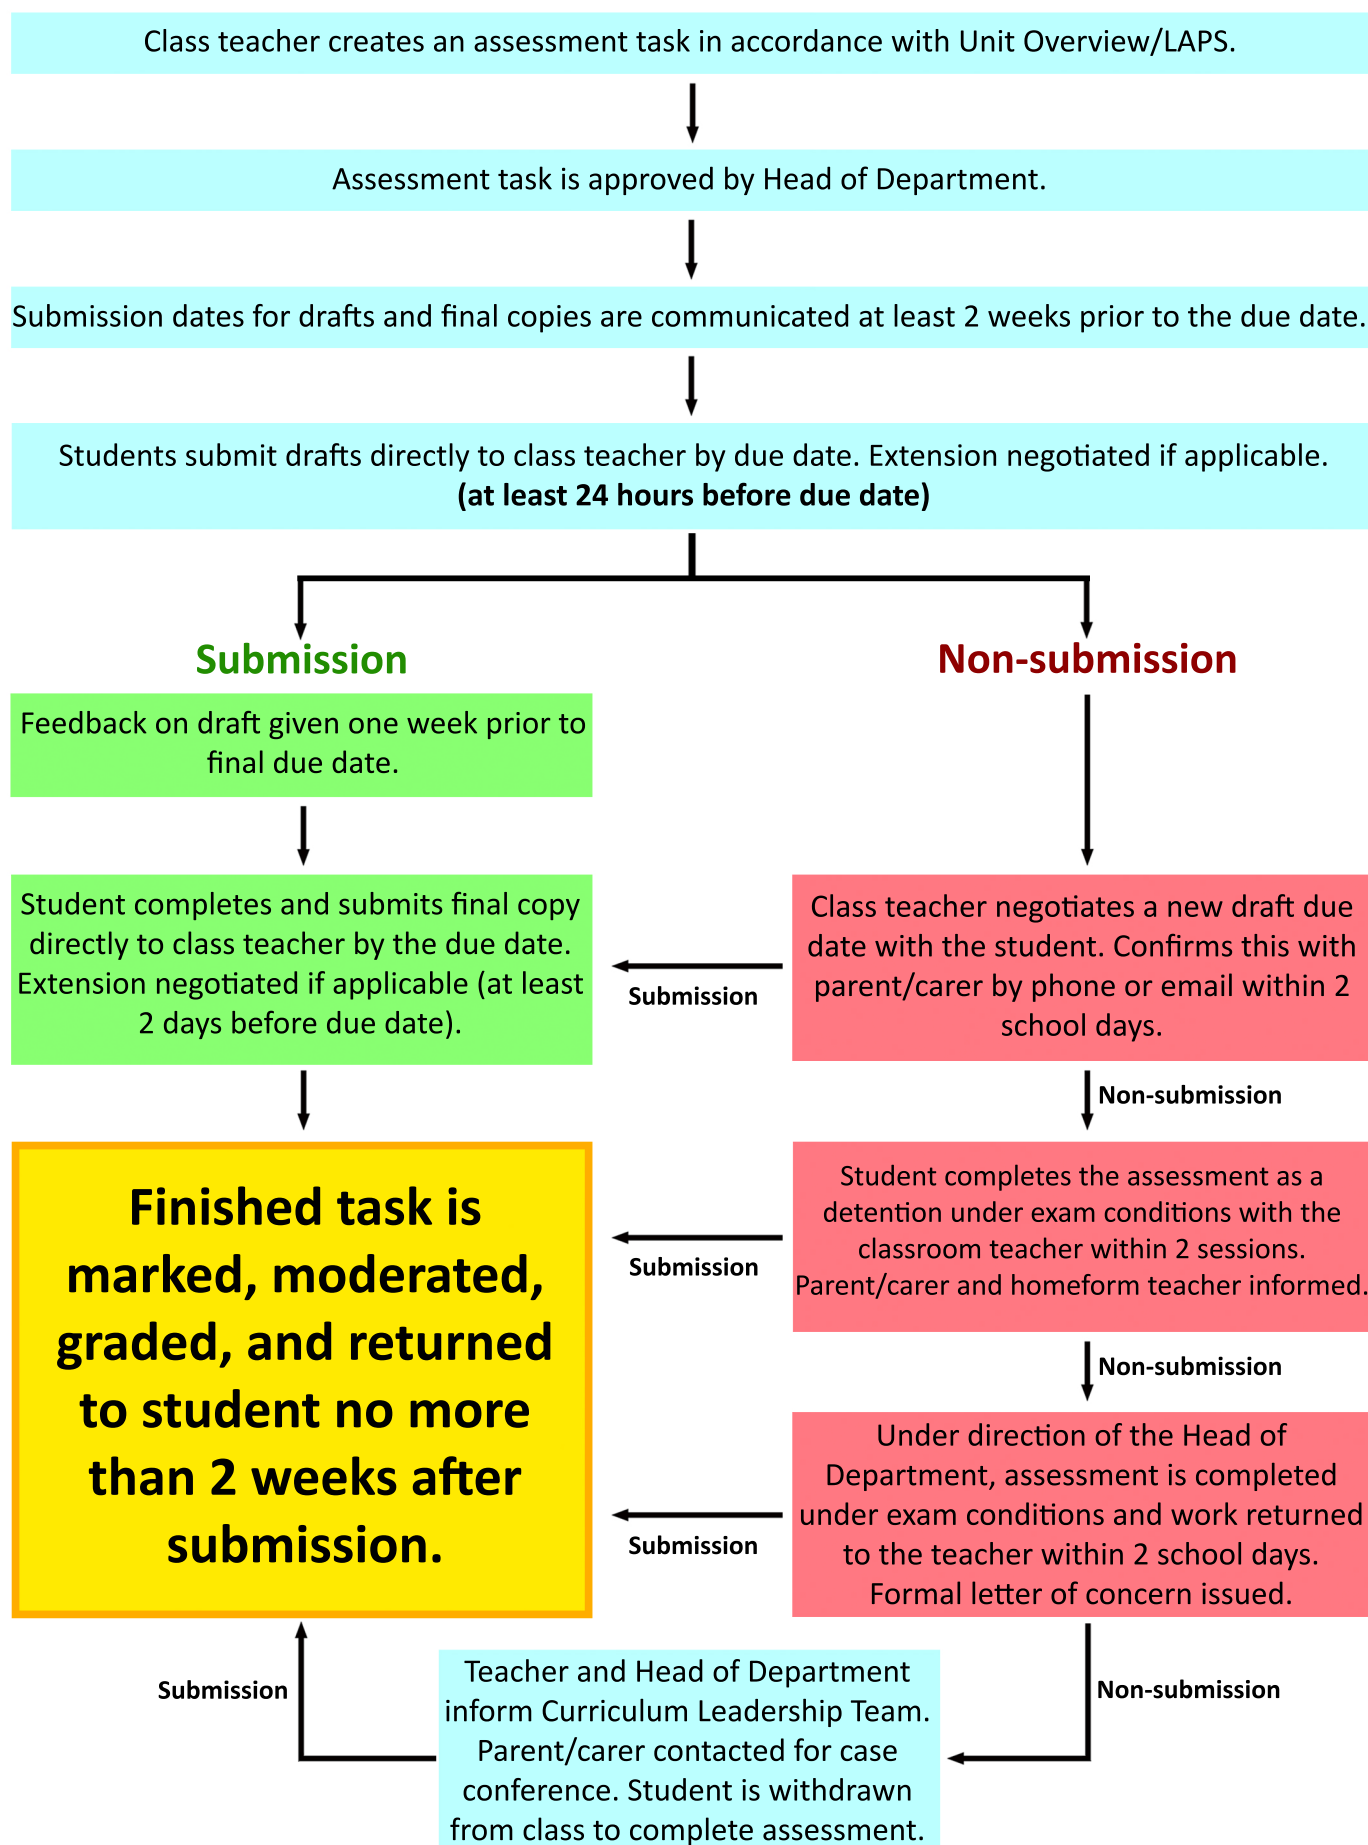 Class teacher creates an assessment task in accordance with Unit Overview/LAPS.
Assessment task is approved by Head of Department.
Submission dates for drafts and final copies are communicated at least 2 weeks prior to the due date.
Students submit drafts directly to class teacher by due date. Extension negotiated if applicable.
(at least 24 hours before due date)
Submission
Non-submission
Feedback on draft given one week prior to
final due date.
Student completes and submits final copy
directly to class teacher by the due date.
Extension negotiated if applicable (at least
2 days before due date).
Submission
Class teacher negotiates a new draft due
date with the student. Confirms this with
parent/carer by phone or email within 2
school days.
Non-submission
Finished task is
marked, moderated,
graded, and returned
to student no more
than 2 weeks after
submission.
Submission
Student completes the assessment as a
detention under exam conditions with the
classroom teacher within 2 sessions.
Parent/carer and homeform teacher informed.
Non-submission
Submission
Under direction of the Head of
Department, assessment is completed
under exam conditions and work returned
to the teacher within 2 school days.
Formal letter of concern issued.
Submission
Non-submission
Teacher and Head of Department
inform Curriculum Leadership Team.
Parent/carer contacted for case
conference. Student is withdrawn
from class to complete assessment.